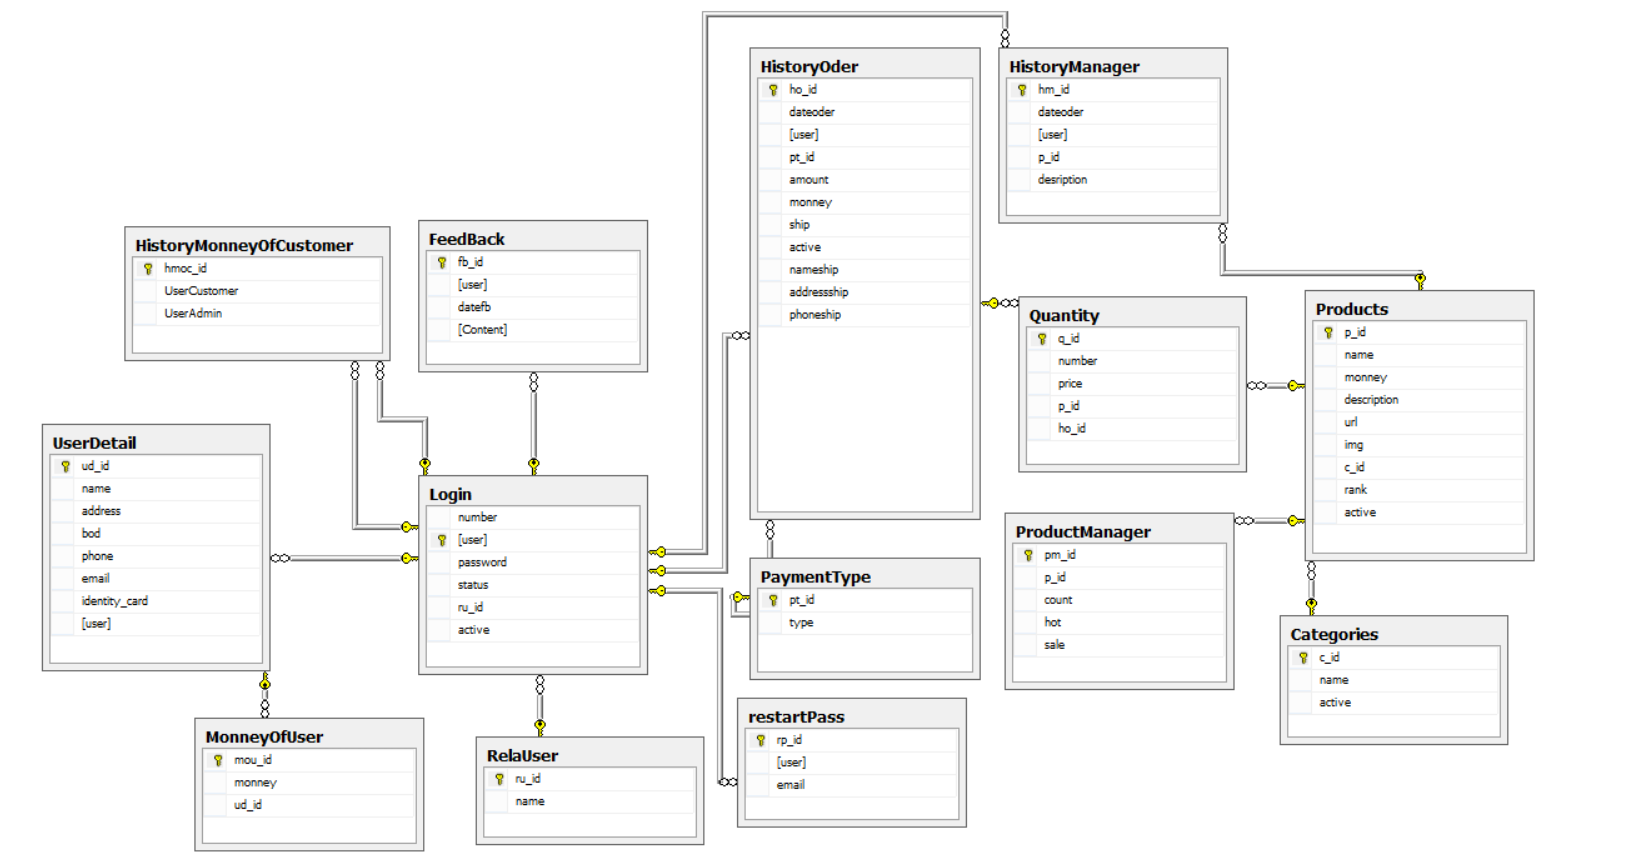 HistoryOder
ho_id
dateoder
[user]
pt_id
amount
monney
ship
active
nameship
addressship
phoneship
HistoryManager
hm_id
dateoder
[user]
p_id
desription
HistoryMonneyOfCustomer
hmoc_id
UserCustomer
UserAdmin
FeedBack
fb_id
[user]
datefb
[Content]
Quantity
q_id
number
price
p_id
ho_id
Products
p_id
name
monney
description
url
img
c_id
rank
active
UserDetail
ud_id
name
address
bod
phone
email
identity_card
[user]
Login
number
[user]
password
status
ru_id
active
ProductManager
pm_id
p_id
count
hot
sale
PaymentType
pt_id
type
Categories
c_id
name
active
MonneyOfUser
mou_id
monney
ud_id
RelaUser
ru_id
name
restartPass
rp_id
[user]
email